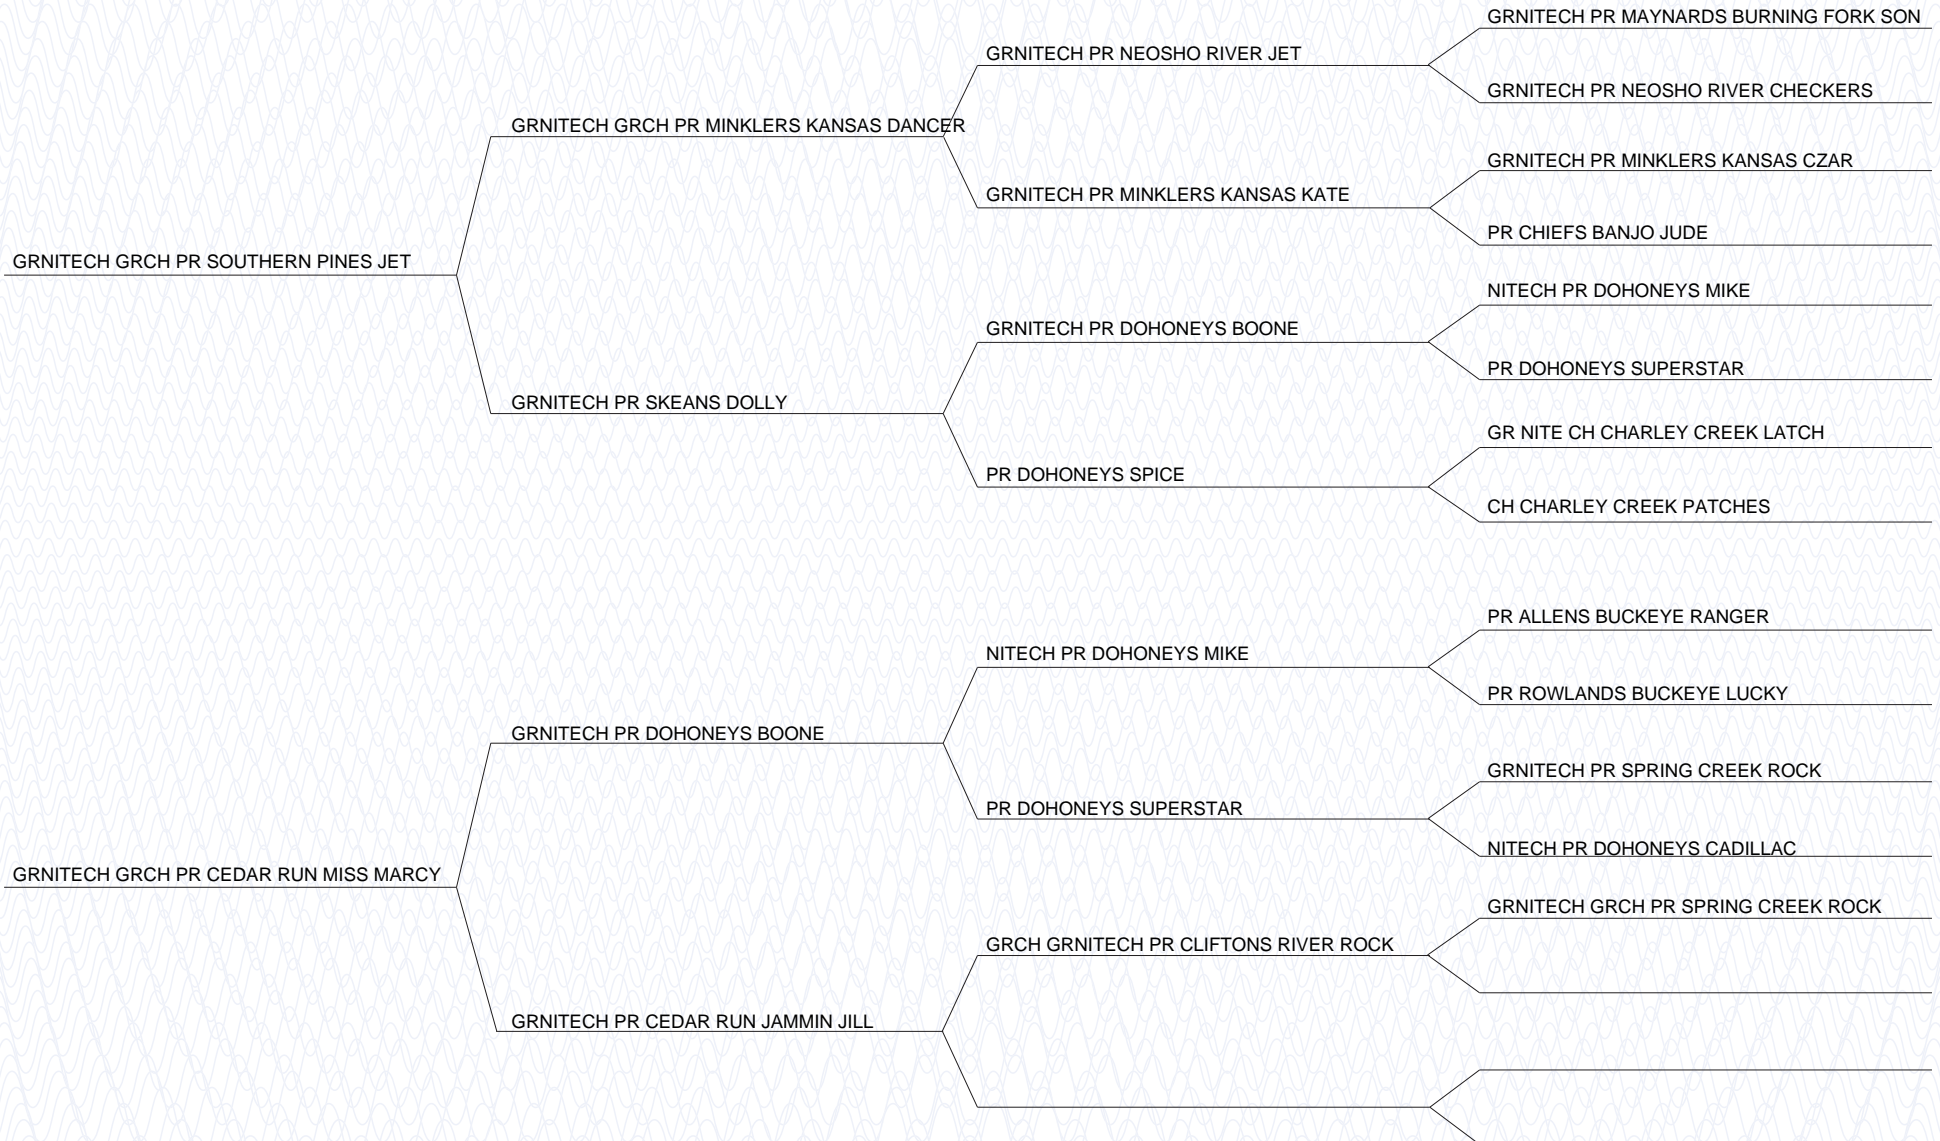 GRNITECH PR MAYNARDS BURNING FORK SON
GRNITECH PR NEOSHO RIVER JET
GRNITECH PR NEOSHO RIVER CHECKERS
GRNITECH GRCH PR MINKLERS KANSAS DANCER
GRNITECH PR MINKLERS KANSAS CZAR
GRNITECH PR MINKLERS KANSAS KATE
PR CHIEFS BANJO JUDE
GRNITECH GRCH PR SOUTHERN PINES JET
NITECH PR DOHONEYS MIKE
GRNITECH PR DOHONEYS BOONE
PR DOHONEYS SUPERSTAR
GRNITECH PR SKEANS DOLLY
GR NITE CH CHARLEY CREEK LATCH
PR DOHONEYS SPICE
CH CHARLEY CREEK PATCHES
PR ALLENS BUCKEYE RANGER
NITECH PR DOHONEYS MIKE
PR ROWLANDS BUCKEYE LUCKY
GRNITECH PR DOHONEYS BOONE
GRNITECH PR SPRING CREEK ROCK
PR DOHONEYS SUPERSTAR
NITECH PR DOHONEYS CADILLAC
GRNITECH GRCH PR CEDAR RUN MISS MARCY
GRNITECH GRCH PR SPRING CREEK ROCK
GRCH GRNITECH PR CLIFTONS RIVER ROCK
GRNITECH PR CEDAR RUN JAMMIN JILL